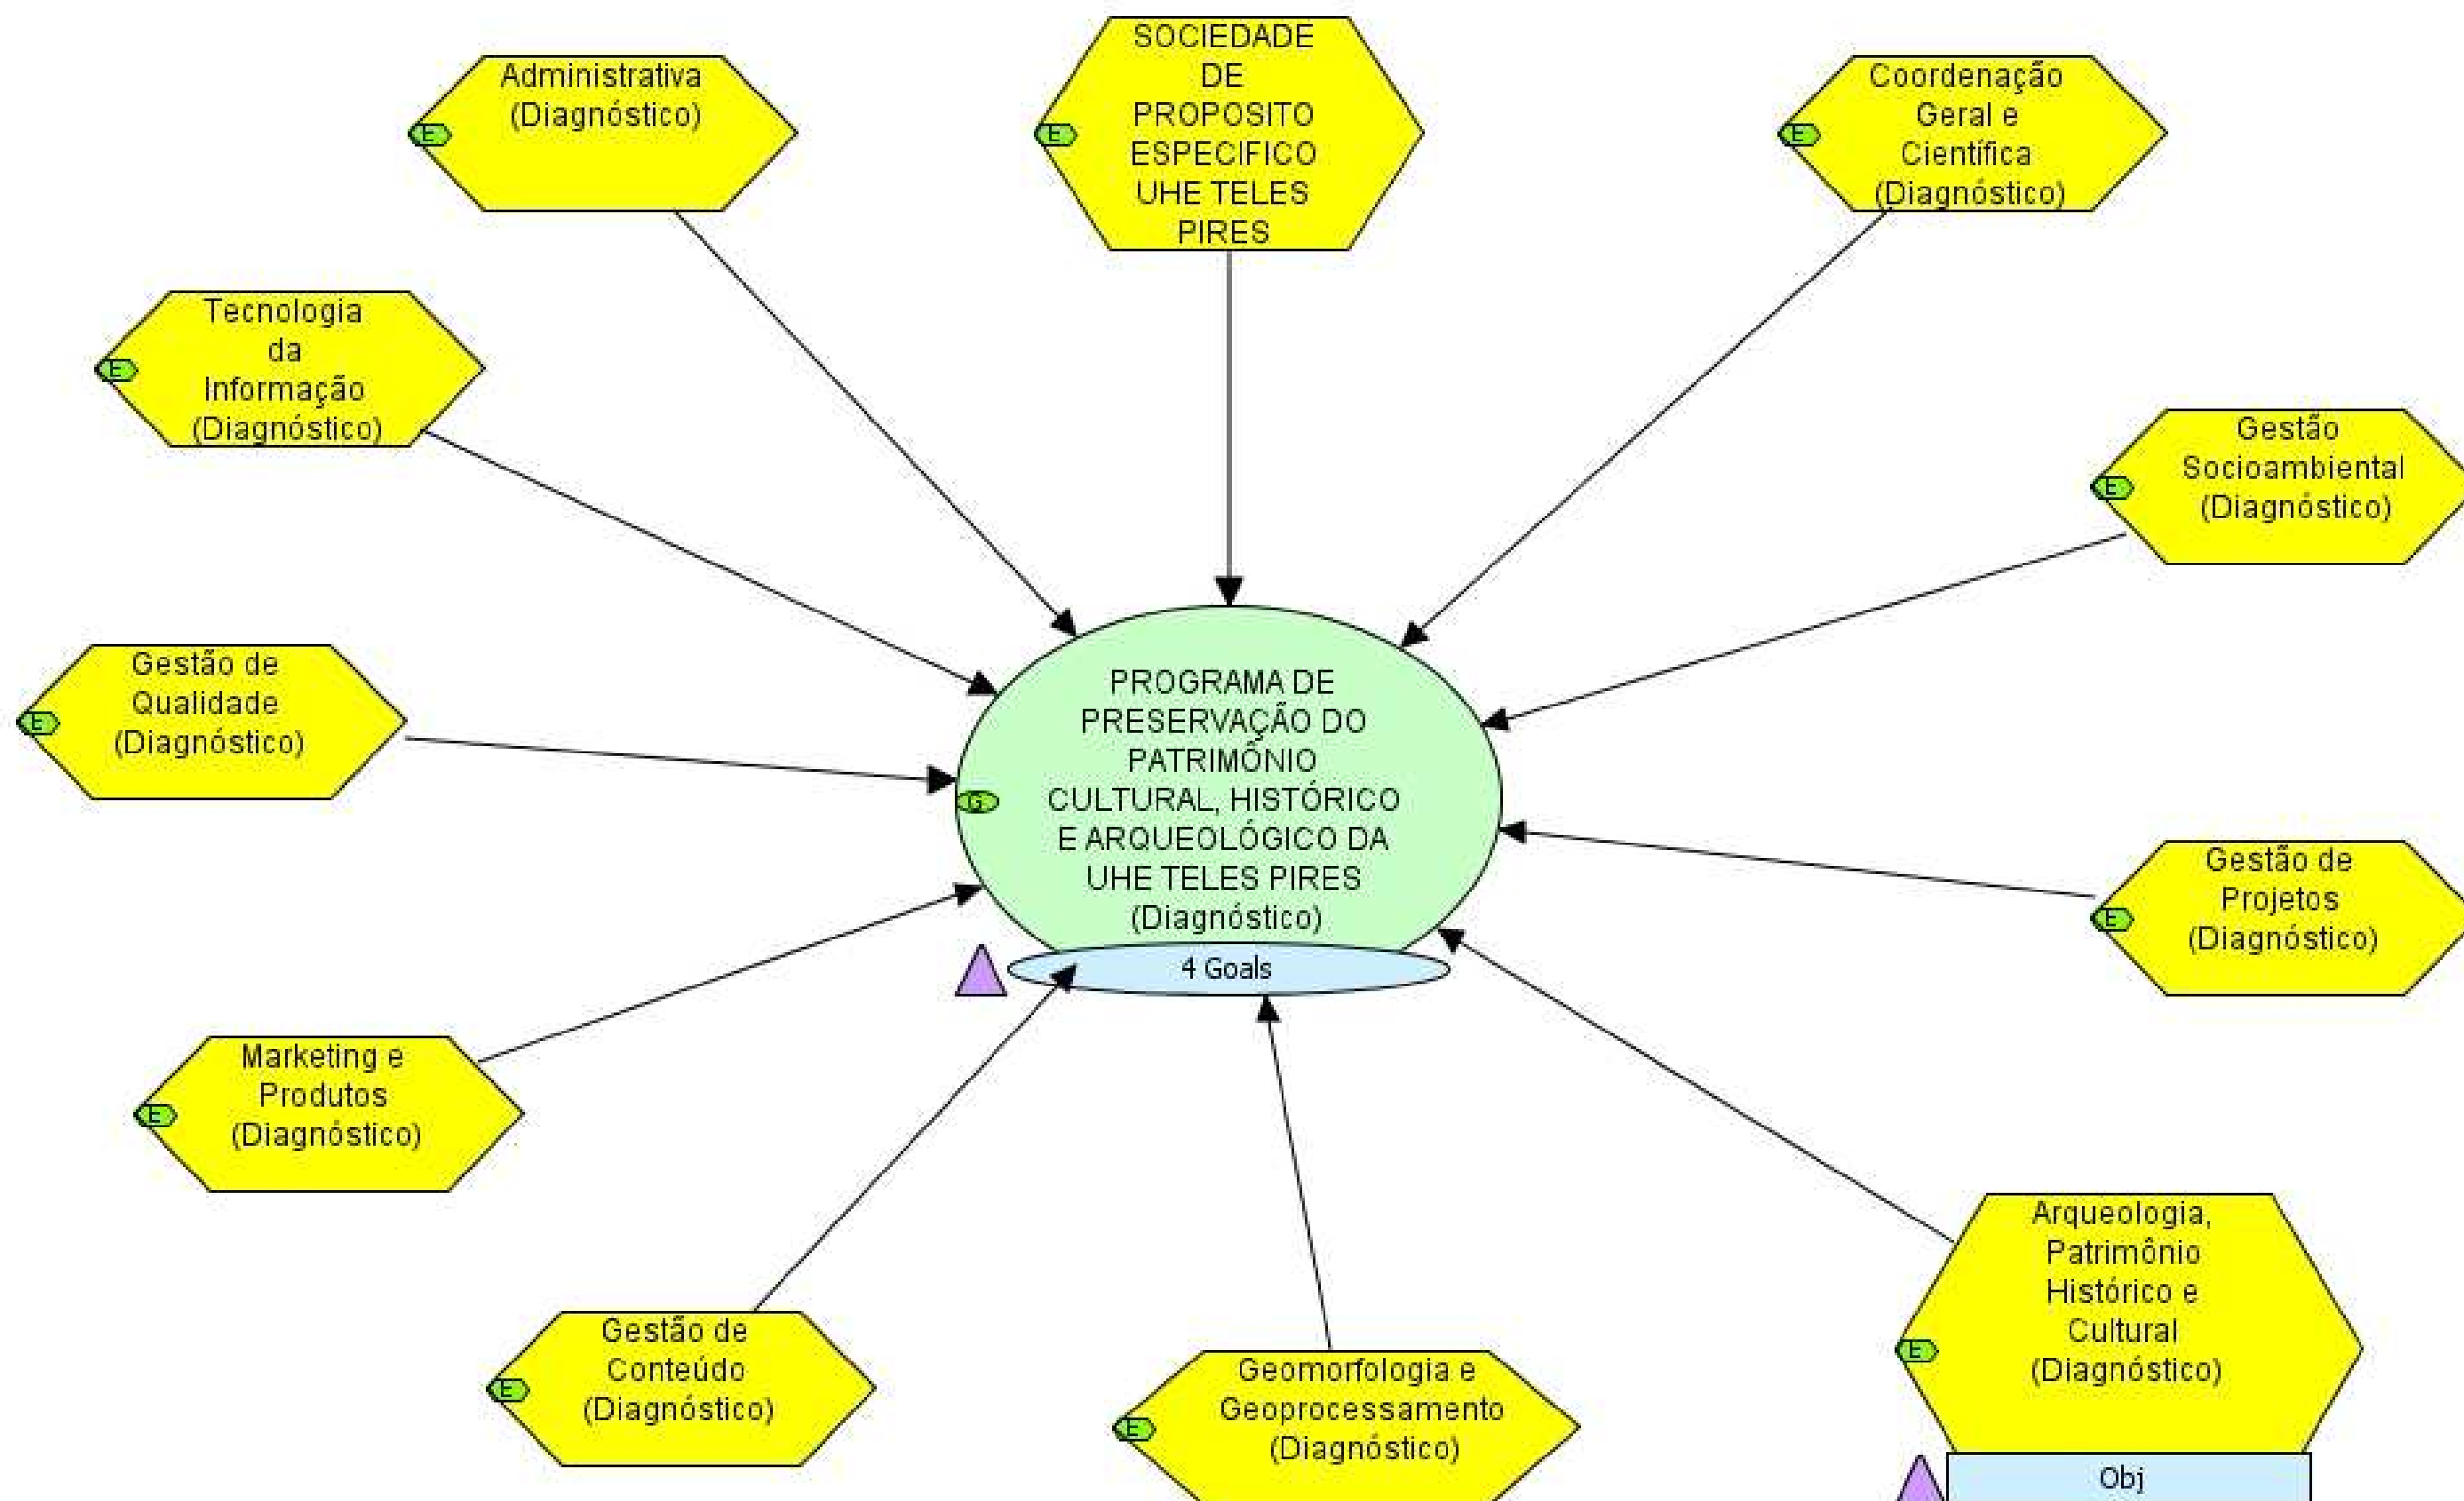 SOCIEDADE
DE
PROPOSITO
ESPECIFICO
UHE TELES
PIRES
E
Administrativa
(Diagnóstico)
E
Coordenação
Geral e
Científica
(Diagnóstico)
E
Tecnologia
da
Informação
(Diagnóstico)
E
Gestão
Socioambiental
(Diagnóstico)
E
Gestão de
Qualidade
(Diagnóstico)
E
PROGRAMA DE
PRESERVAÇÃO DO
PATRIMÔNIO
CULTURAL, HISTÓRICO
E ARQUEOLÓGICO DA
UHE TELES PIRES
(Diagnóstico)
G
4 Goals
Gestão de
Projetos
(Diagnóstico)
E
Marketing e
Produtos
(Diagnóstico)
E
Arqueologia,
Patrimônio
Histórico e
Cultural
(Diagnóstico)
E
Obj
Gestão de
Conteúdo
(Diagnóstico)
E
Geomorfologia e
Geoprocessamento
(Diagnóstico)
E